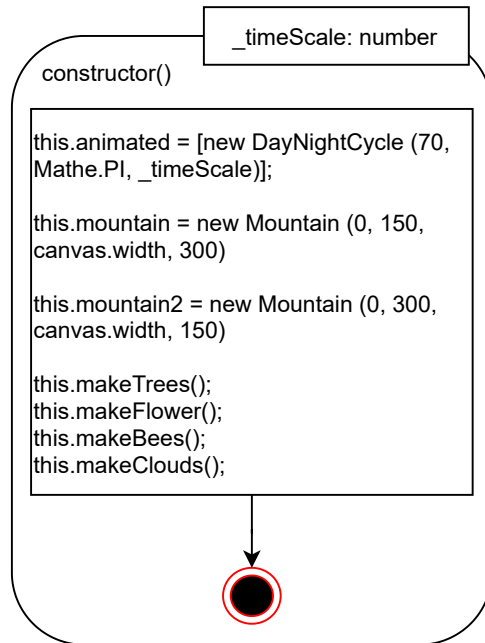 _timeScale: number
constructor()
this.animated = [new DayNightCycle (70,
Mathe.PI, _timeScale)];
this.mountain = new Mountain (0, 150,
canvas.width, 300)
this.mountain2 = new Mountain (0, 300,
canvas.width, 150)
this.makeTrees();
this.makeFlower();
this.makeBees();
this.makeClouds();